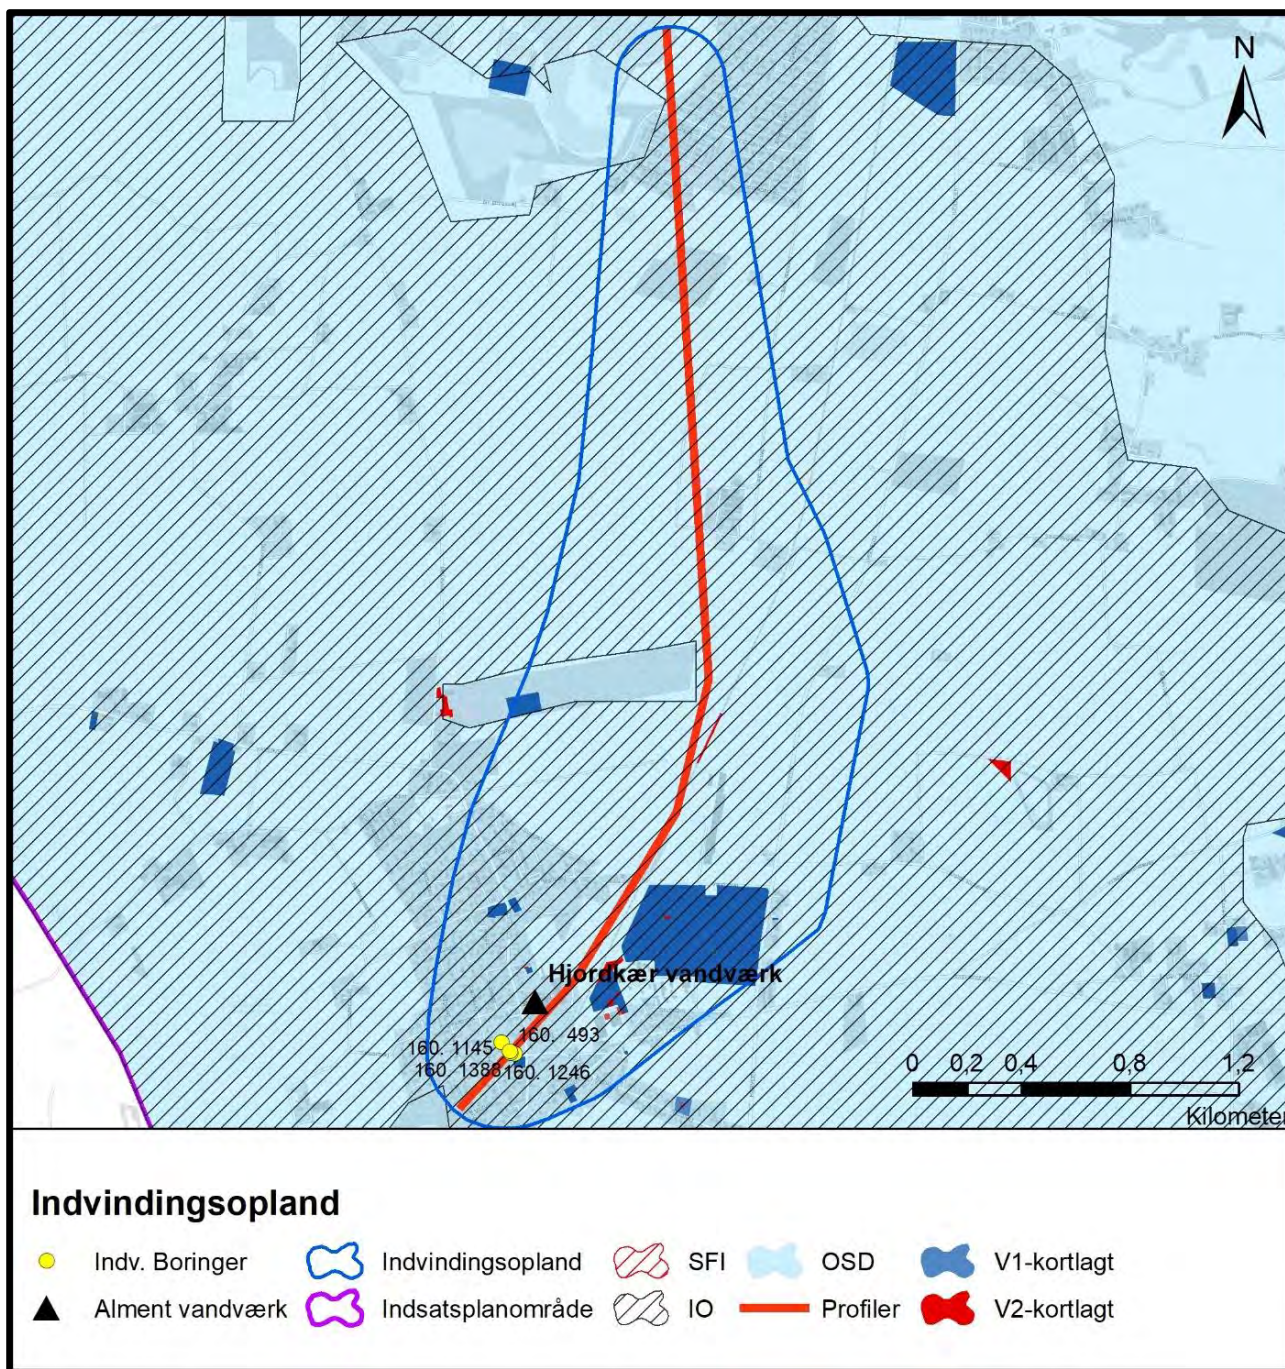 N
Hjordkær vandværk
160. 493
160. 1145
160. 1388
160. 1246
0 0,2 0,4 0,8 1,2
Kilometer
Indvindingsopland
Indv. Boringer
Indvindingsopland
SFI
OSD
V1-kortlagt
Alment vandværk
Indsatsplanområde
IO
Profiler
V2-kortlagt